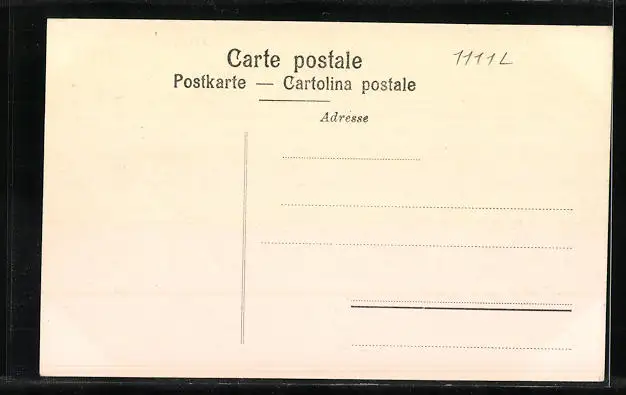 Carte postale
1111L
Postkarte — Cartolina postale
Adresse